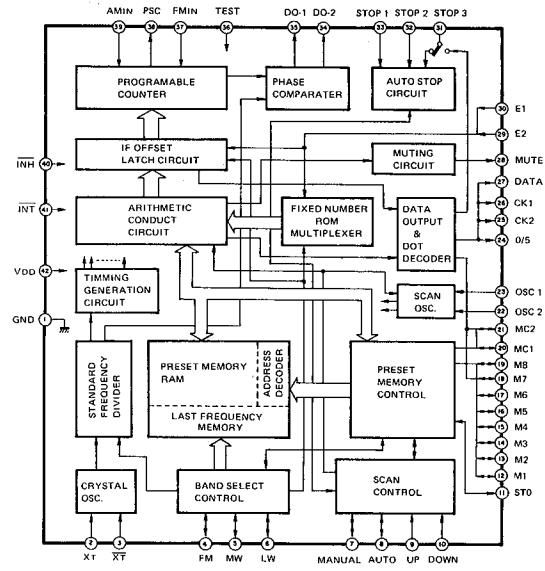 AMIN PSC FMIN TEST DO-1 DO-2 STOP 1 STOP 2 STOP 3
39 38 37 36 35 34 33 32 31
PROGRAMABLE COUNTER
PHASE COMPARATER
AUTO STOP CIRCUIT
30 E1
29 E2
IF OFFSET LATCH CIRCUIT
MUTING CIRCUIT
28 MUTE
INH 40
27 DATA
INT 41
ARITHMETIC CONDUCT CIRCUIT
FIXED NUMBER ROM MULTIPLEXER
DATA OUTPUT & DOT DECODER
26 CK1
25 CK2
24 0/5
VDD 42
TIMMING GENERATION CIRCUIT
SCAN OSC.
23 OSC 1
22 OSC 2
GND 1
21 MC2
20 MC1
STANDARD FREQUENCY DIVIDER
PRESET MEMORY RAM
ADDRESS DECODER
LAST FREQUENCY MEMORY
PRESET MEMORY CONTROL
19 M8
18 M7
17 M6
16 M5
15 M4
14 M3
13 M2
12 M1
11 ST0
CRYSTAL OSC.
BAND SELECT CONTROL
SCAN CONTROL
2 3 4 5 6 7 8 9 10
XT XT FM MW LW MANUAL AUTO UP DOWN